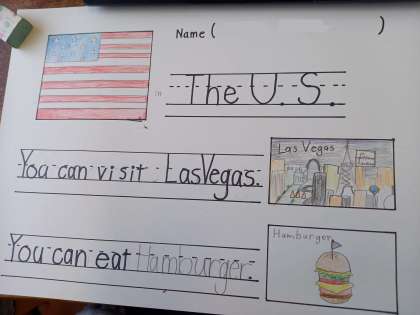 Name ( )
The U.S.
You can visit Las Vegas.
Las Vegas
You can eat Hamburger.
Hamburger